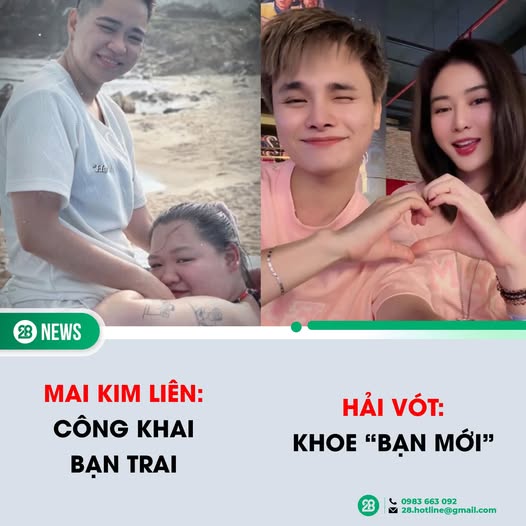 28 NEWS
MAI KIM LIÊN:
CÔNG KHAI
BẠN TRAI
HẢI VÓT:
KHOE “BẠN MỚI”
28
0983 663 092
28.hotline@gmail.com